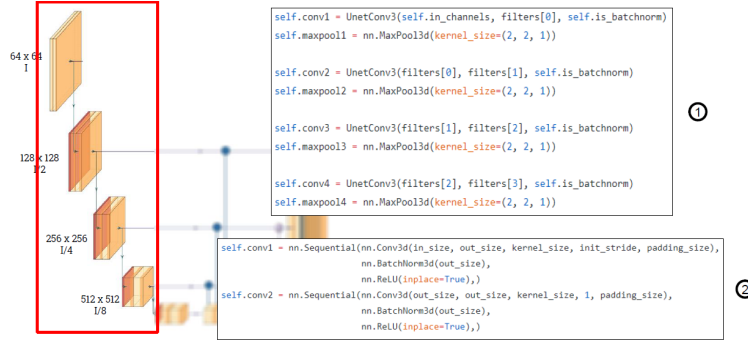 64 x 64
I
128 x 128
I/2
256 x 256
I/4
512 x 512
I/8
self.conv1 = UnetConv3(self.in_channels, filters[0], self.is_batchnorm)
self.maxpool1 = nn.MaxPool3d(kernel_size=(2, 2, 1))
self.conv2 = UnetConv3(filters[0], filters[1], self.is_batchnorm)
self.maxpool2 = nn.MaxPool3d(kernel_size=(2, 2, 1))
self.conv3 = UnetConv3(filters[1], filters[2], self.is_batchnorm)
self.maxpool3 = nn.MaxPool3d(kernel_size=(2, 2, 1))
self.conv4 = UnetConv3(filters[2], filters[3], self.is_batchnorm)
self.maxpool4 = nn.MaxPool3d(kernel_size=(2, 2, 1))
1
self.conv1 = nn.Sequential(nn.Conv3d(in_size, out_size, kernel_size, init_stride, padding_size),
nn.BatchNorm3d(out_size),
nn.ReLU(inplace=True),)
self.conv2 = nn.Sequential(nn.Conv3d(out_size, out_size, kernel_size, 1, padding_size),
nn.BatchNorm3d(out_size),
nn.ReLU(inplace=True),)
2